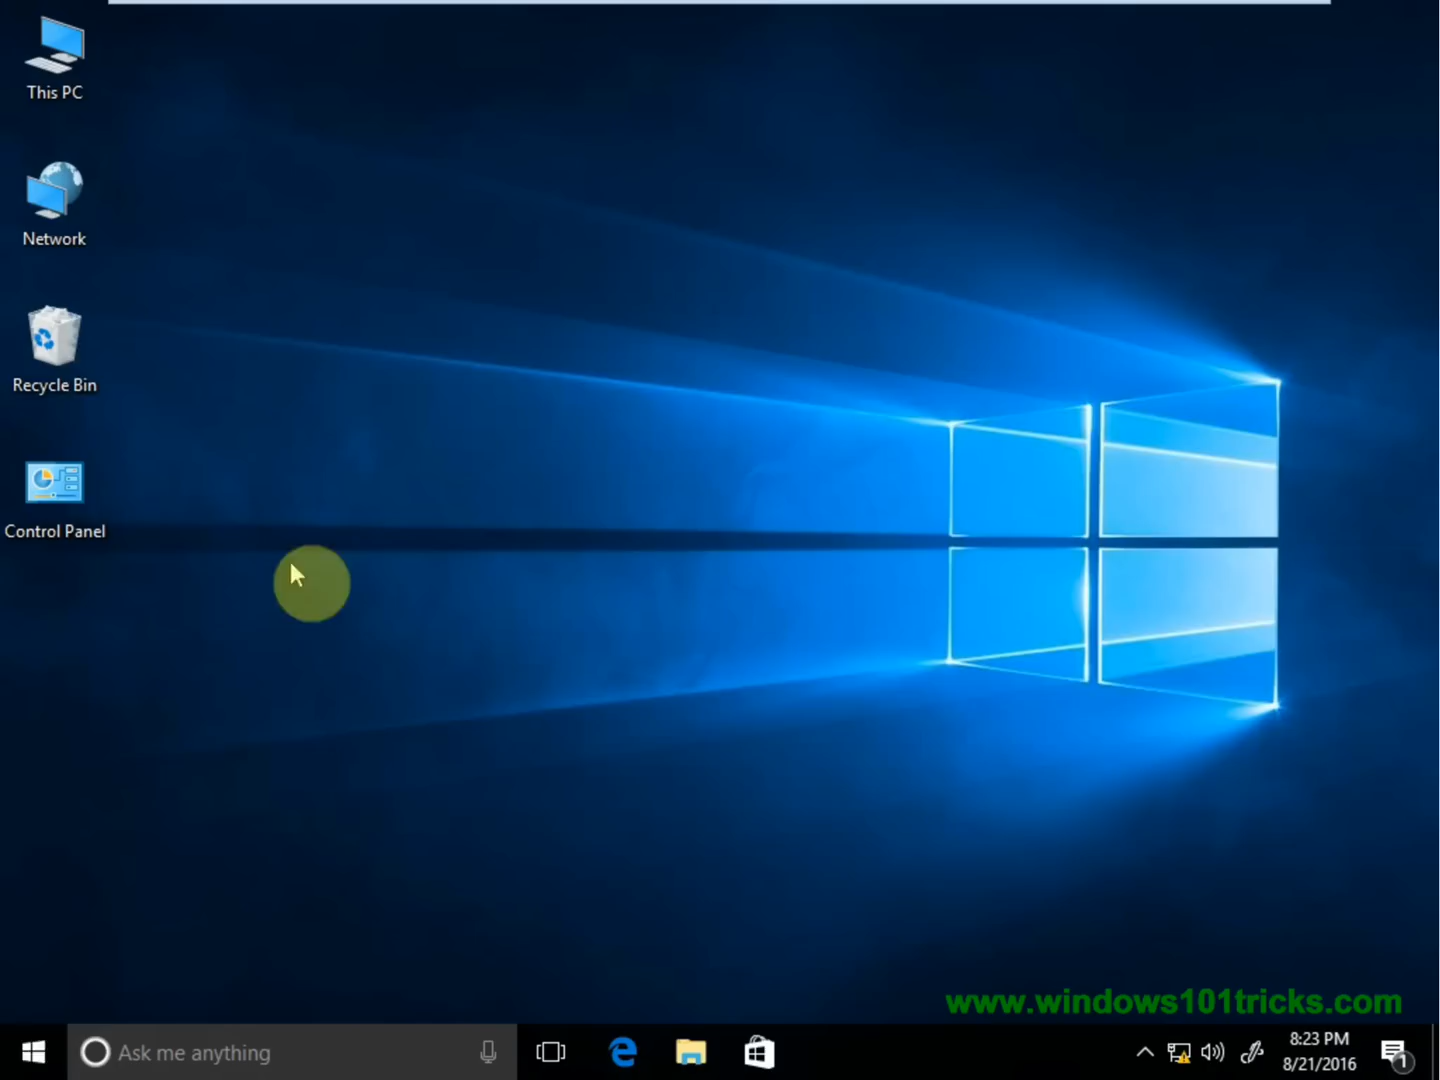 This PC
Network
Recycle Bin
Control Panel
www.windows101tricks.com
Ask me anything
8:23 PM
8/21/2016
1